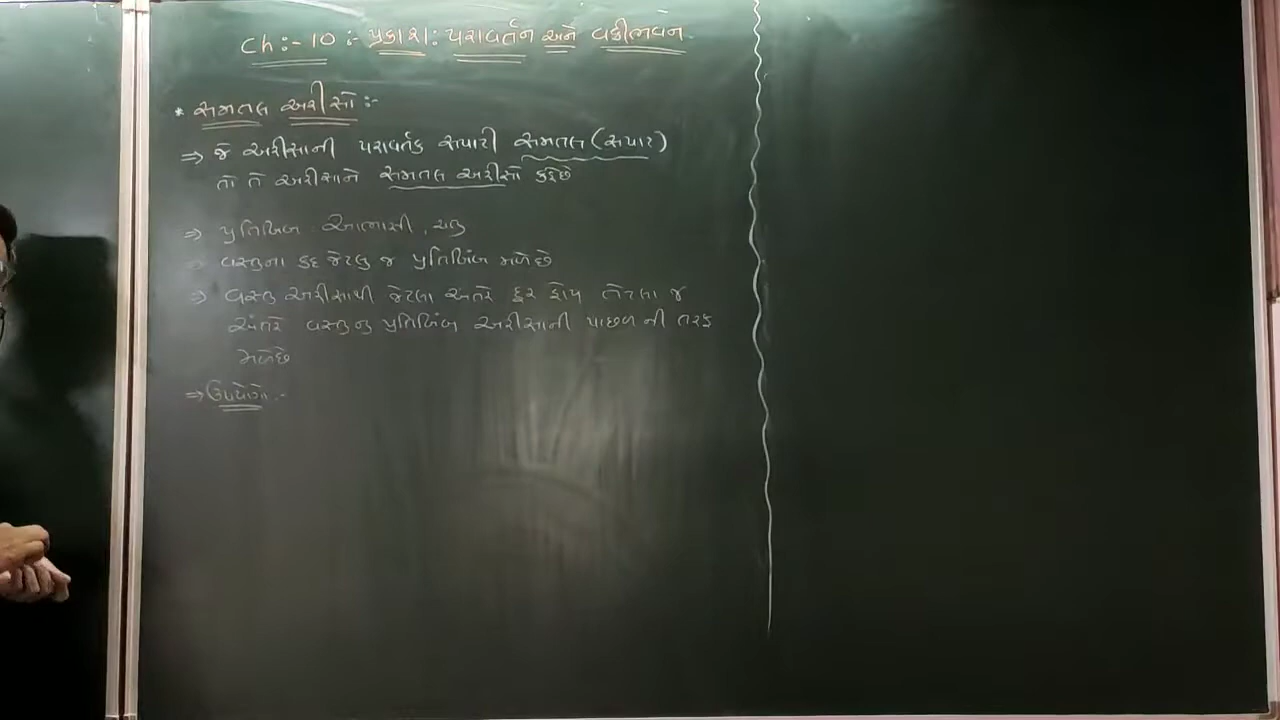 Ch:- 10 :- પ્રકાશ: પરાવર્તન અને વક્રીભવન
* સમતલ અરીસો :-
⇒ જે અરીસાની પરાવર્તક સપાટી સમતલ (સપાટ)
તો તે અરીસાને સમતલ અરીસો કહે છે
⇒ પ્રતિબિંબ આભાસી, ચતુ
⇒ વસ્તુના કદ જેટલુ જ પ્રતિબિંબ મળે છે
⇒ વસ્તુ અરીસાથી જેટલા અંતરે દૂર હોય તેટલા જ
અંતરે વસ્તુનુ પ્રતિબિંબ અરીસાની પાછળ ની તરફ
મળે છે
⇒ ઉપયોગો :-